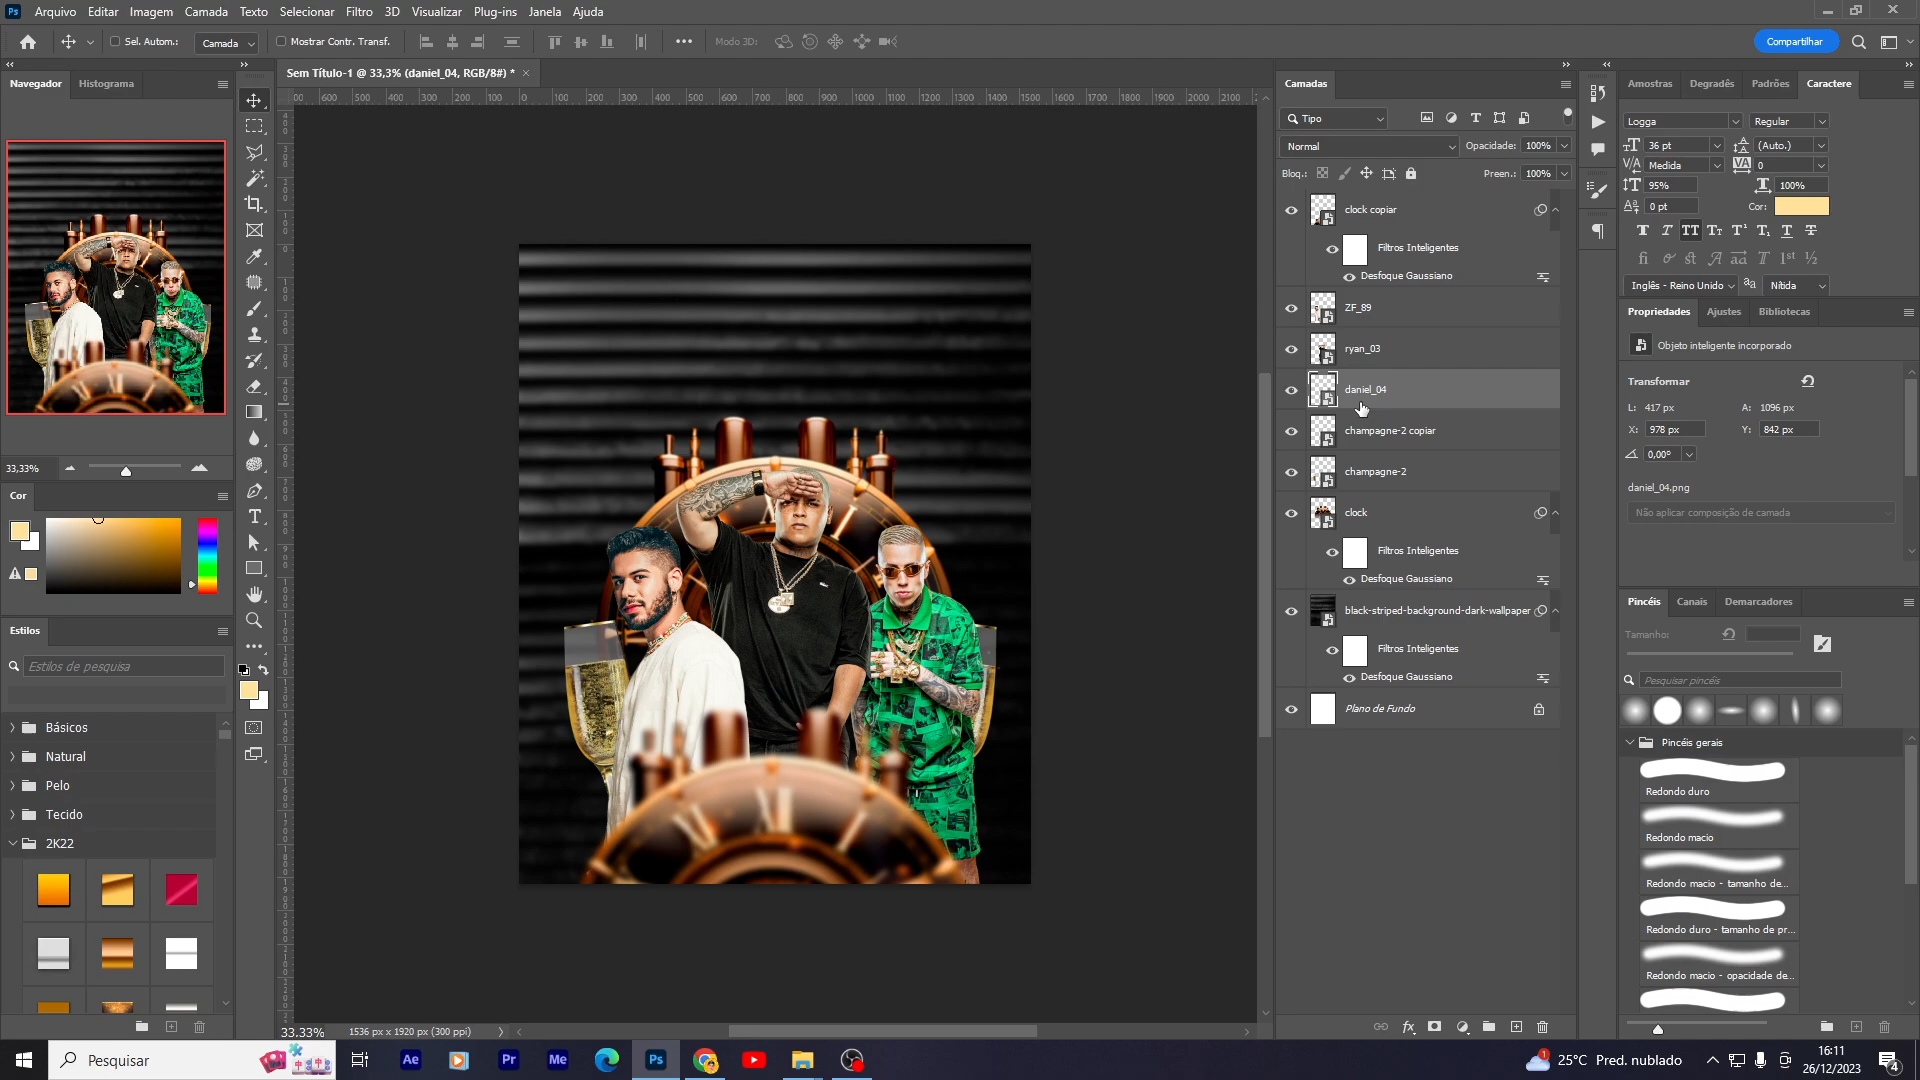 Arquivo Editar Imagem Camada Texto Selecionar Filtro 3D Visualizar Plug-ins Janela Ajuda
Sel. Autom.: Camada Mostrar Contr. Transf. Modo 3D: Compartilhar
Navegador Histograma
Sem Título-1 @ 33,3% (daniel_04, RGB/8#) *
33,33%
Cor
Estilos
Estilos de pesquisa
Básicos
Natural
Pelo
Tecido
2K22
33,33% 1536 px x 1920 px (300 ppi)
Camadas
Tipo
Normal Opacidade: 100%
Bloq.: Preen.: 100%
clock copiar
Filtros Inteligentes
Desfoque Gaussiano
ZF_89
ryan_03
daniel_04
champagne-2 copiar
champagne-2
clock
Filtros Inteligentes
Desfoque Gaussiano
black-striped-background-dark-wallpaper
Filtros Inteligentes
Desfoque Gaussiano
Plano de Fundo
Amostras Degradês Padrões Caractere
Logga Regular
36 pt (Auto.)
Medida 0
95% 100%
0 pt Cor:
Inglês - Reino Unido Nítida
Propriedades Ajustes Bibliotecas
Objeto inteligente incorporado
Transformar
L: 417 px A: 1096 px
X: 978 px Y: 842 px
0,00°
daniel_04.png
Não aplicar composição de camada
Pincéis Canais Demarcadores
Tamanho:
Pesquisar pincéis
Pincéis gerais
Redondo duro
Redondo macio
Redondo macio - tamanho de...
Redondo duro - tamanho de pr...
Redondo macio - opacidade de...
Pesquisar
Ae Pr Me Ps
25°C Pred. nublado
16:11
26/12/2023